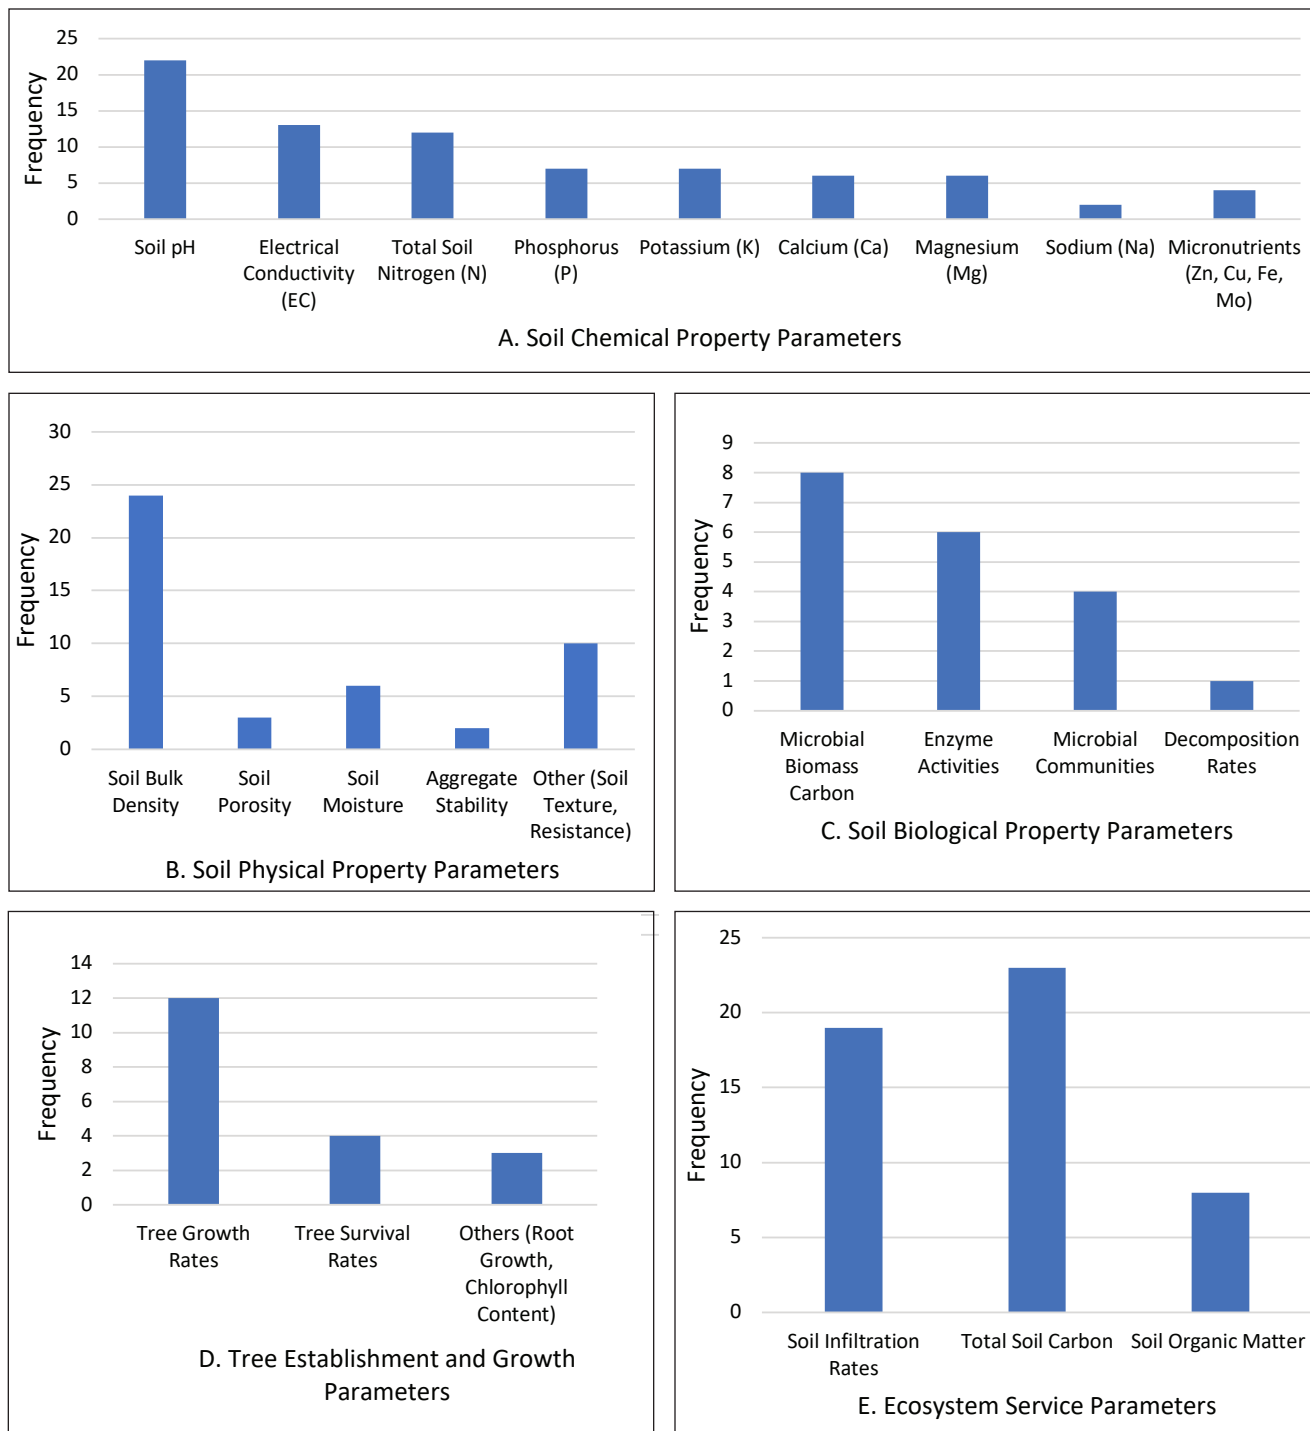 25
20
15
10
5
0
Frequency
Soil pH
Electrical
Conductivity
(EC)
Total Soil
Nitrogen (N)
Phosphorus
(P)
Potassium (K)
Calcium (Ca)
Magnesium
(Mg)
Sodium (Na)
Micronutrients
(Zn, Cu, Fe,
Mo)
A. Soil Chemical Property Parameters
30
25
20
15
10
5
0
Frequency
Soil Bulk
Density
Soil
Porosity
Soil
Moisture
Aggregate
Stability
Other (Soil
Texture,
Resistance)
B. Soil Physical Property Parameters
9
8
7
6
5
4
3
2
1
0
Frequency
Microbial
Biomass
Carbon
Enzyme
Activities
Microbial
Communities
Decomposition
Rates
C. Soil Biological Property Parameters
14
12
10
8
6
4
2
0
Frequency
Tree Growth
Rates
Tree Survival
Rates
Others (Root
Growth,
Chlorophyll
Content)
D. Tree Establishment and Growth
Parameters
25
20
15
10
5
0
Frequency
Soil Infiltration
Rates
Total Soil Carbon
Soil Organic Matter
E. Ecosystem Service Parameters